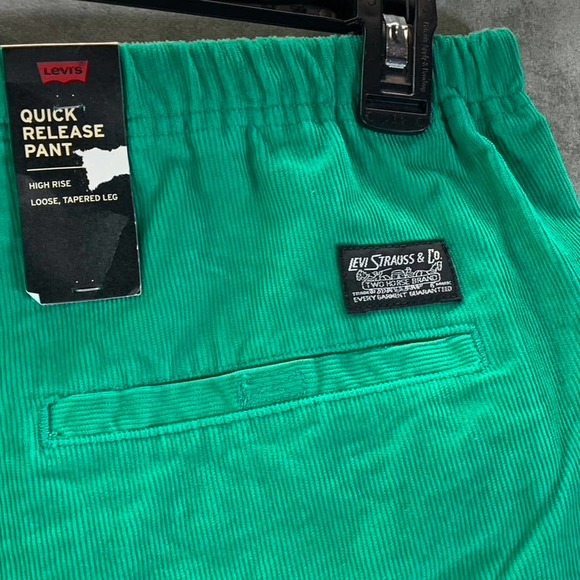 Levi's
QUICK
RELEASE
PANT
HIGH RISE
LOOSE, TAPERED LEG
LEVI STRAUSS & CO.
TWO HORSE BRAND
EVERY GARMENT GUARANTEED